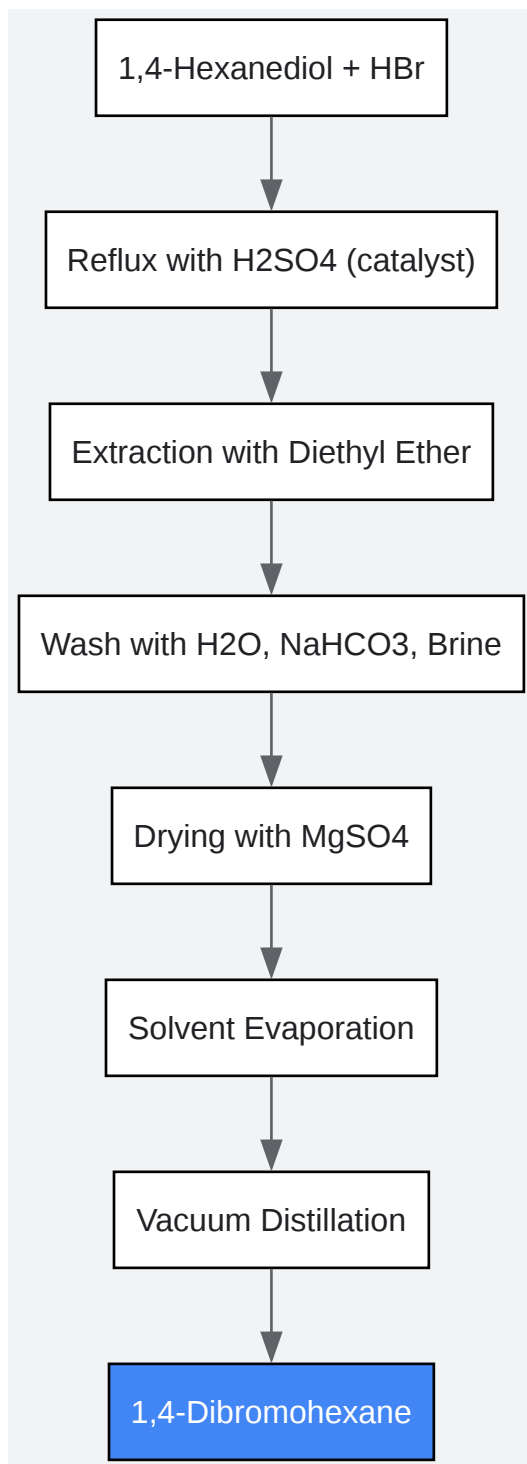 1,4-Hexanediol + HBr
Reflux with H2SO4 (catalyst)
Extraction with Diethyl Ether
Wash with H2O, NaHCO3, Brine
Drying with MgSO4
Solvent Evaporation
Vacuum Distillation
1,4-Dibromohexane